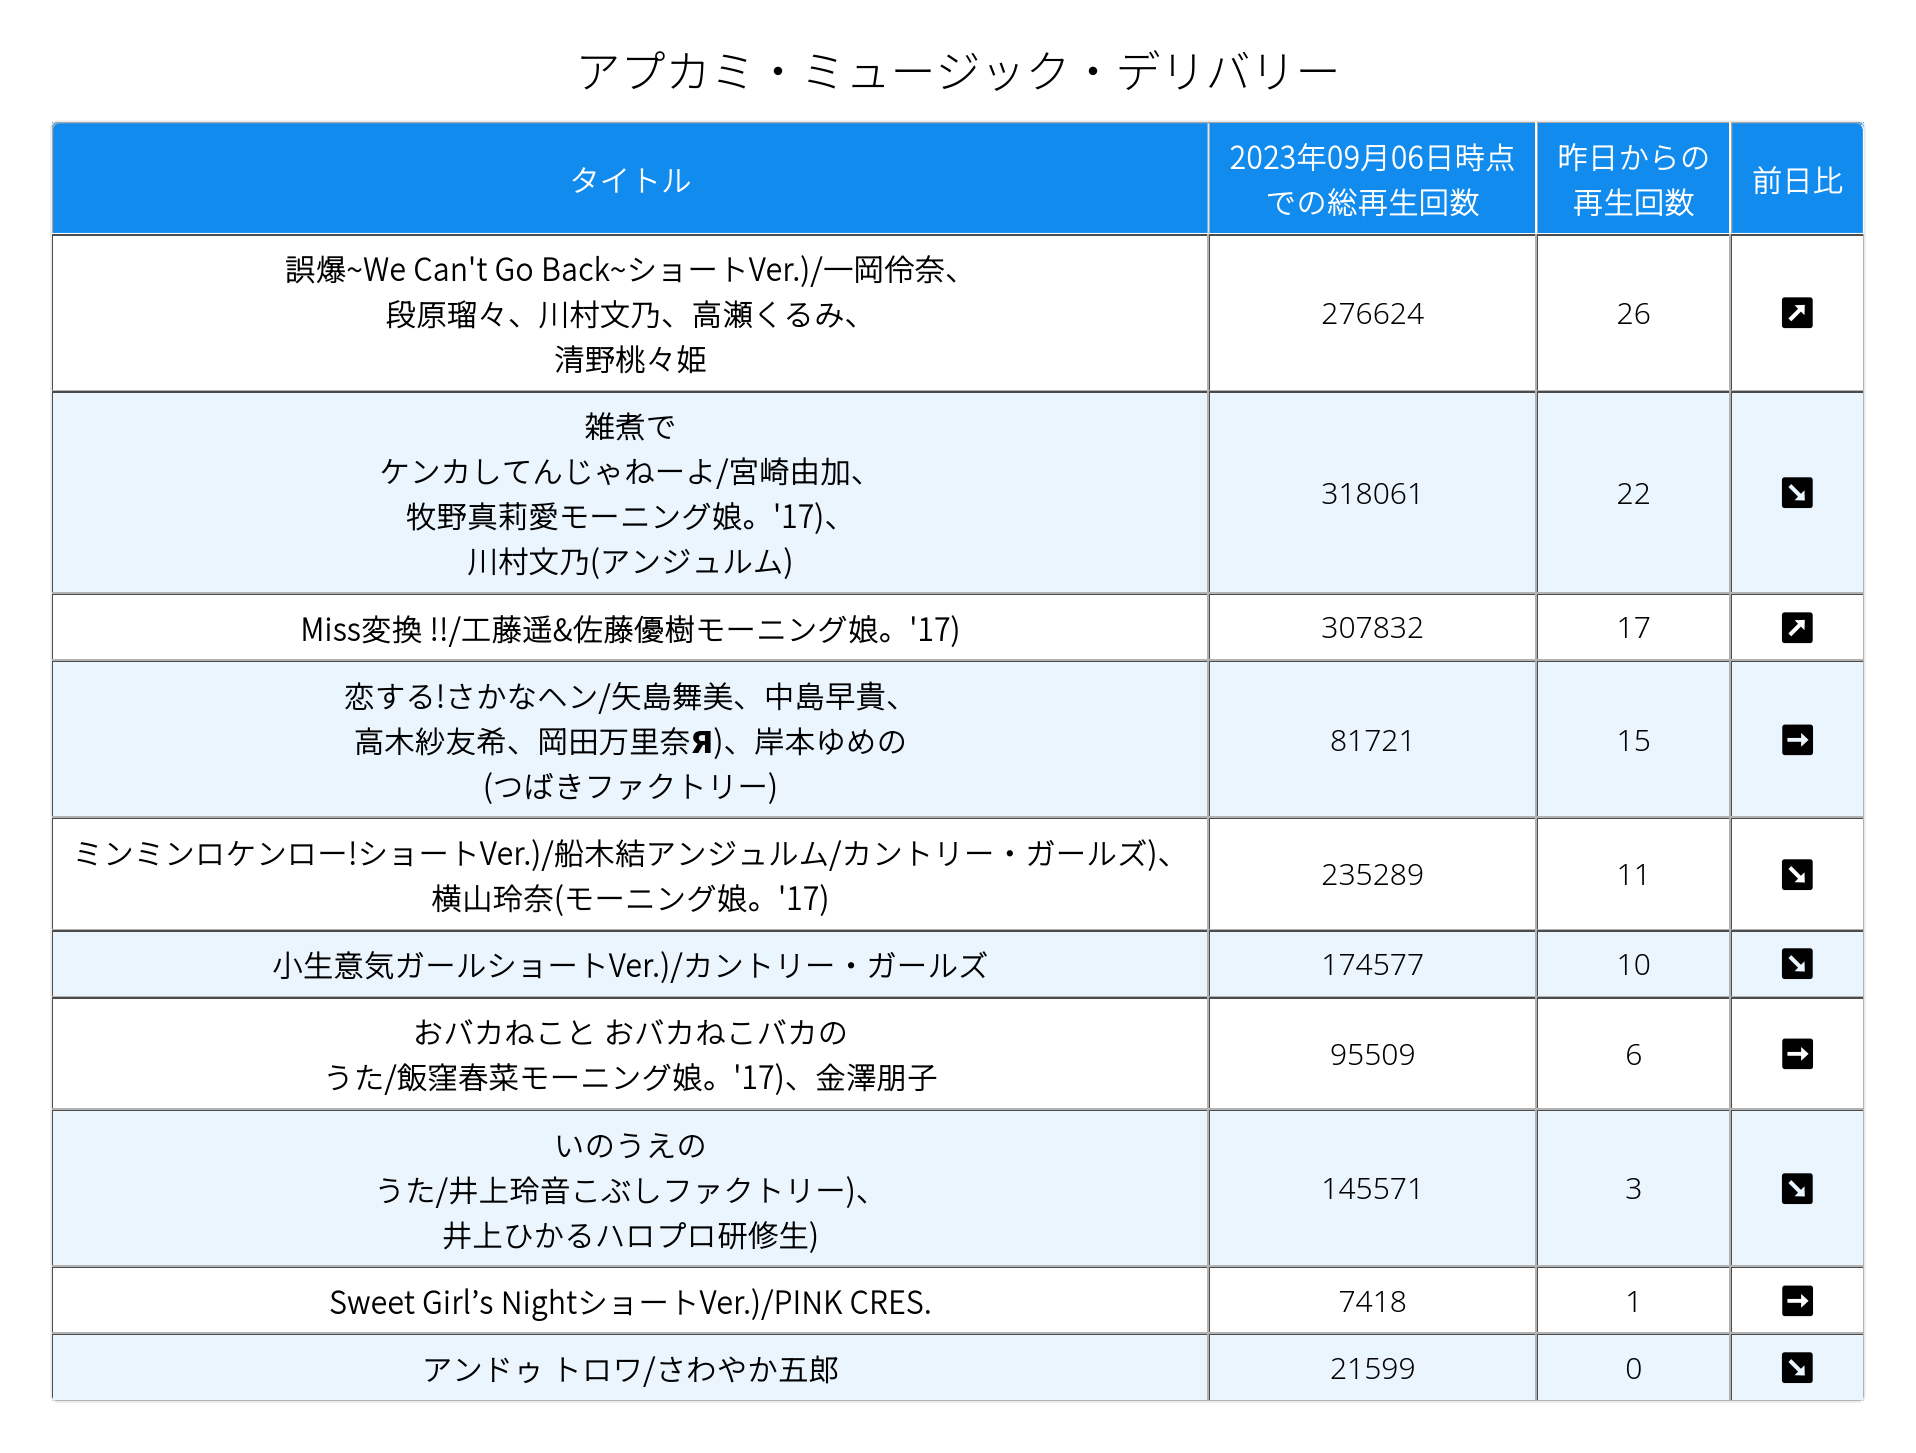 アプカミ・ミュージック・デリバリー
タイトル
2023年09月06日時点
での総再生回数
昨日からの
再生回数
前日比
誤爆~We Can't Go Back~ショートVer.)/一岡伶奈、
段原瑠々、川村文乃、高瀬くるみ、
清野桃々姫
276624
26
↗
雑煮で
ケンカしてんじゃねーよ/宮崎由加、
牧野真莉愛モーニング娘。'17)、
川村文乃(アンジュルム)
318061
22
↘
Miss変換 !!/工藤遥&佐藤優樹モーニング娘。'17)
307832
17
↗
恋する!さかなヘン/矢島舞美、中島早貴、
高木紗友希、岡田万里奈Я)、岸本ゆめの
(つばきファクトリー)
81721
15
→
ミンミンロケンロー!ショートVer.)/船木結アンジュルム/カントリー・ガールズ)、
横山玲奈(モーニング娘。'17)
235289
11
↘
小生意気ガールショートVer.)/カントリー・ガールズ
174577
10
↘
おバカねこと おバカねこバカの
うた/飯窪春菜モーニング娘。'17)、金澤朋子
95509
6
→
いのうえの
うた/井上玲音こぶしファクトリー)、
井上ひかるハロプロ研修生)
145571
3
↘
Sweet Girl’s NightショートVer.)/PINK CRES.
7418
1
→
アンドゥ トロワ/さわやか五郎
21599
0
↘